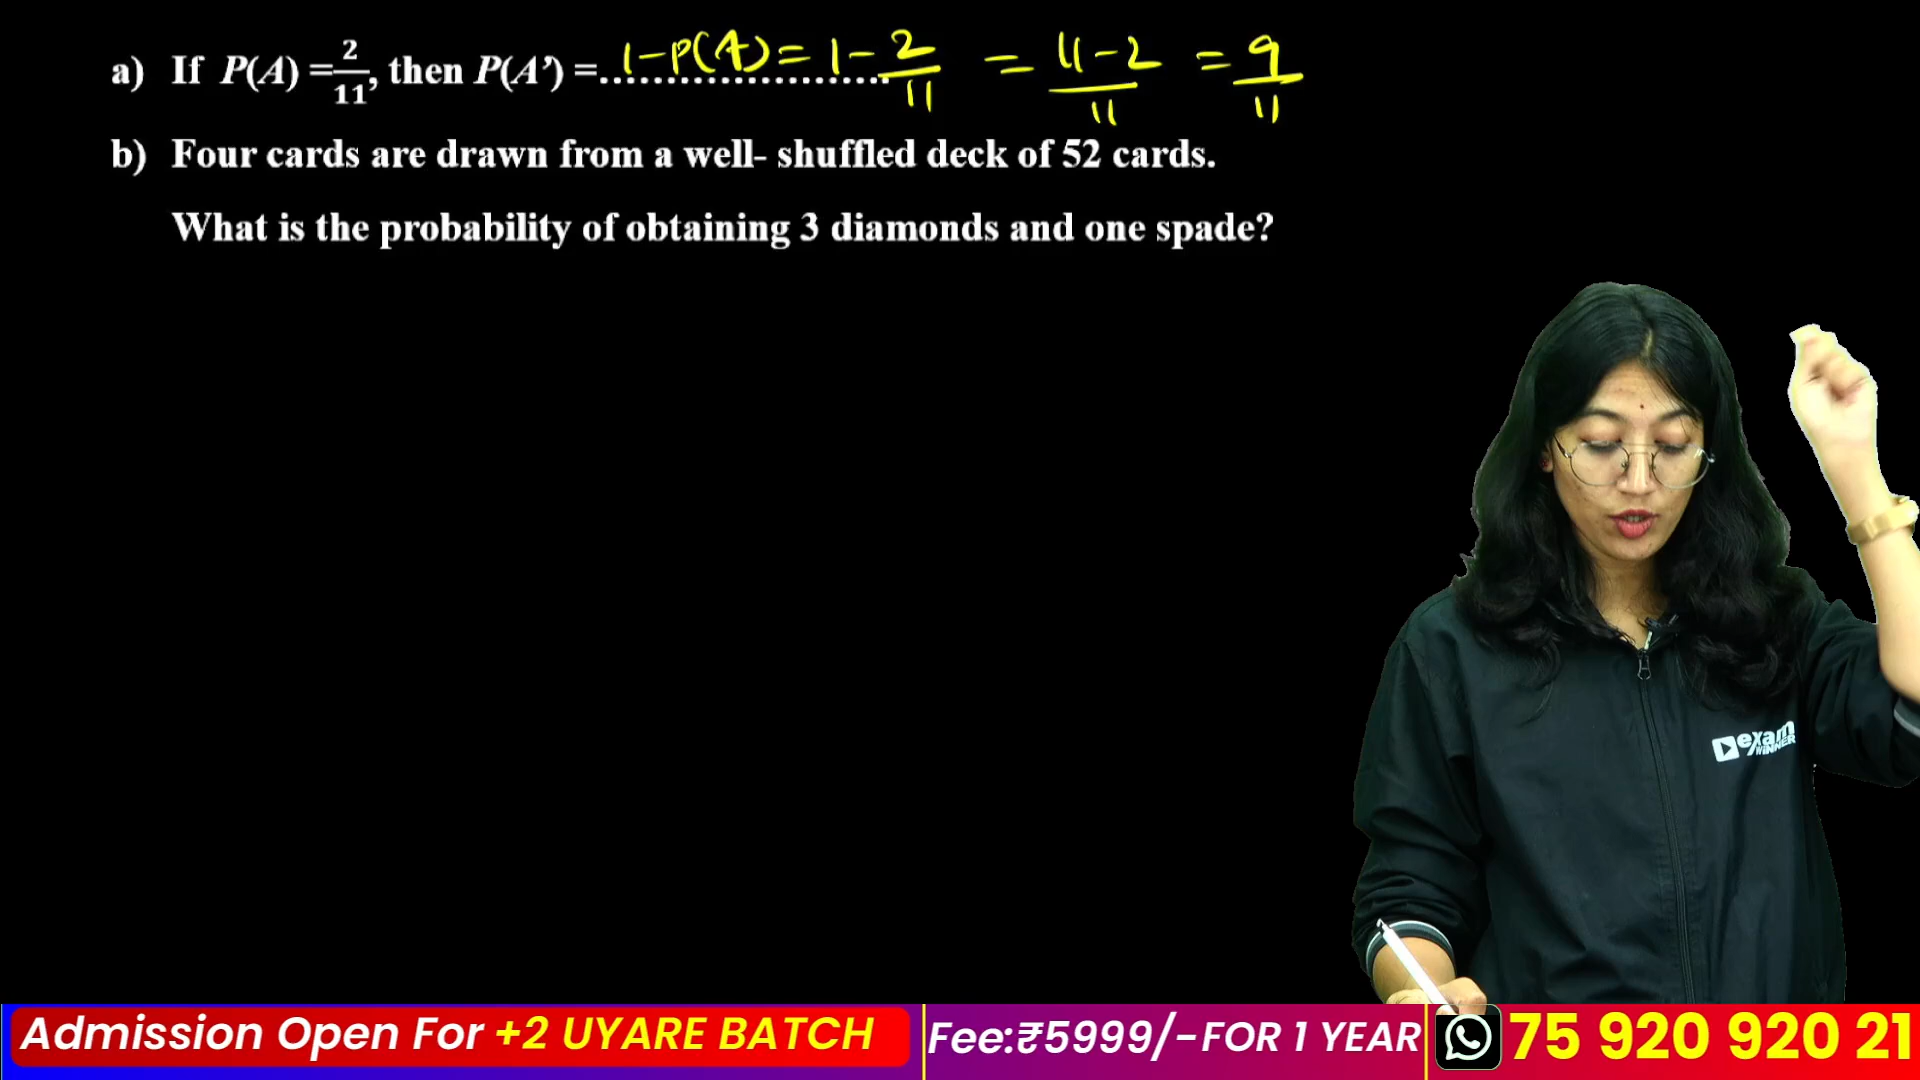 a) If P(A) = 2/11, then P(A’) =........................ 1-P(A) = 1 - 2/11 = 11-2/11 = 9/11
b) Four cards are drawn from a well- shuffled deck of 52 cards.
What is the probability of obtaining 3 diamonds and one spade?
exam
WINNER
Admission Open For +2 UYARE BATCH
Fee:₹5999/-FOR 1 YEAR
75 920 920 21